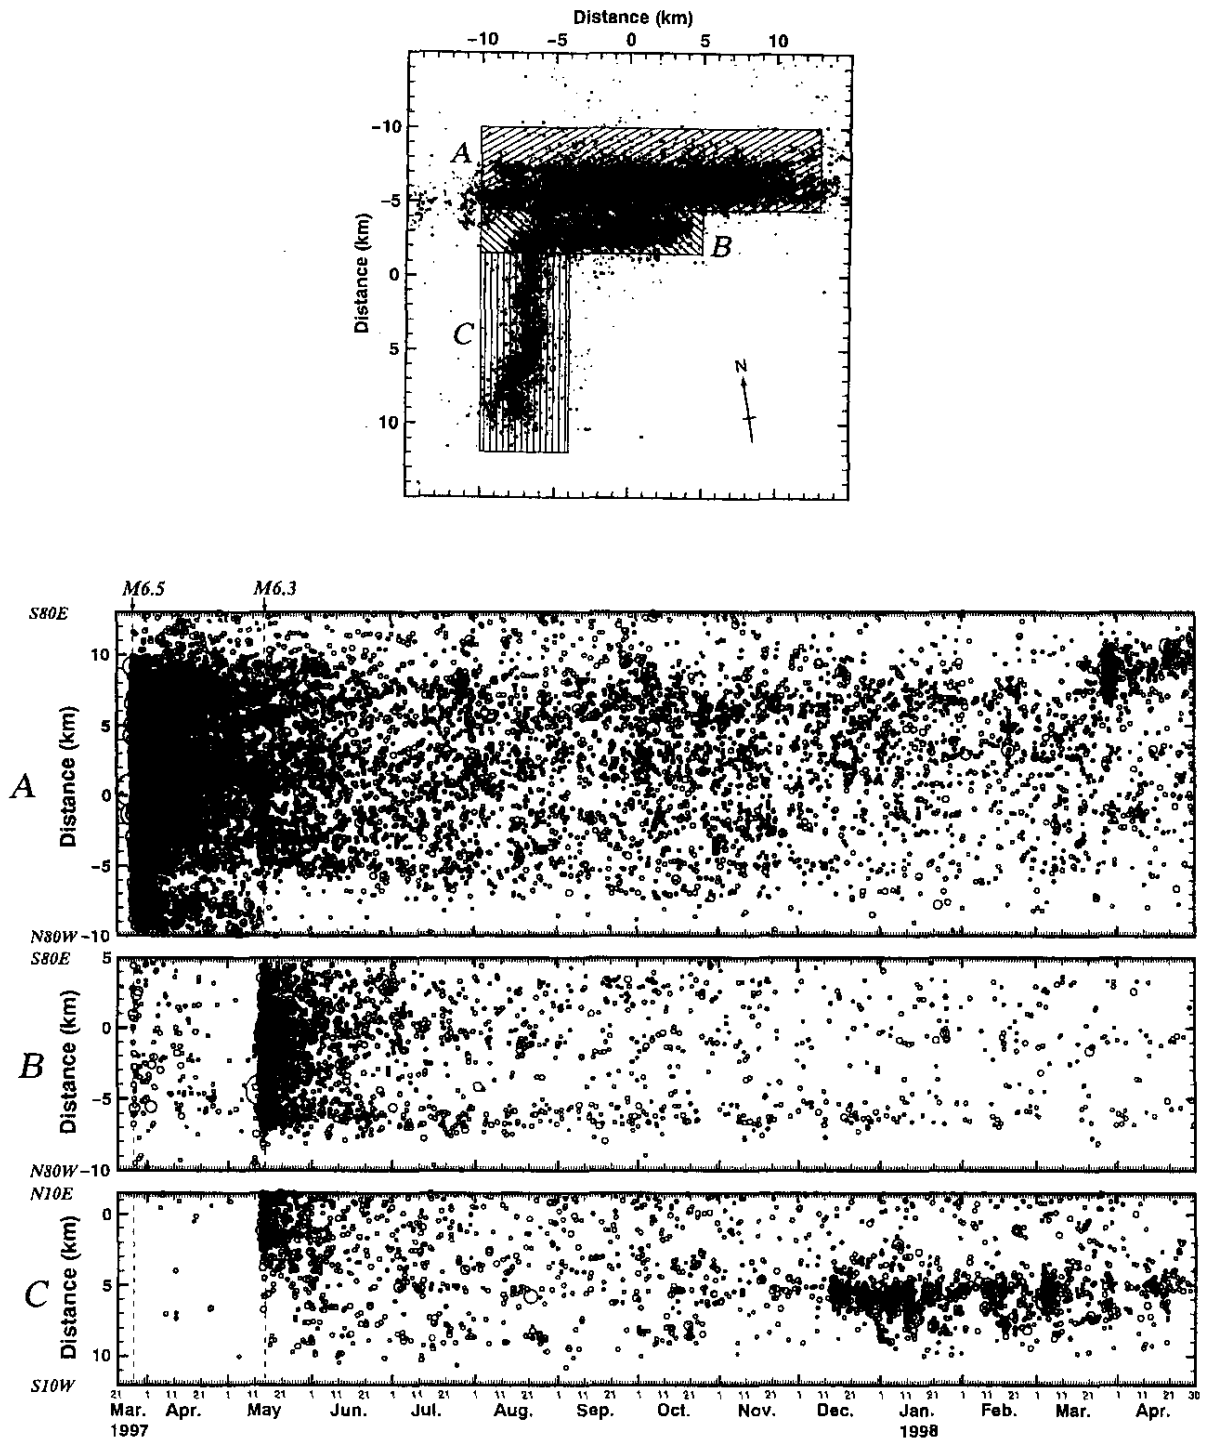 Distance (km)
-10 -5 0 5 10
-10
A
-5
B
Distance (km)
0
C
5
N
10
M6.5 M6.3
S80E
10
5
A
Distance (km)
0
-5
N80W -10
S80E 5
0
B
Distance (km)
-5
N80W -10
N10E
0
C
Distance (km)
5
10
S10W
21 1 11 21 1 11 21 1 11 21 1 11 21 1 11 21 1 11 21 1 11 21 1 11 21 1 11 21 1 11 21 1 11 21 1 11 21 1 11 21 30
Mar. Apr. May Jun. Jul. Aug. Sep. Oct. Nov. Dec. Jan. Feb. Mar. Apr.
1997 1998